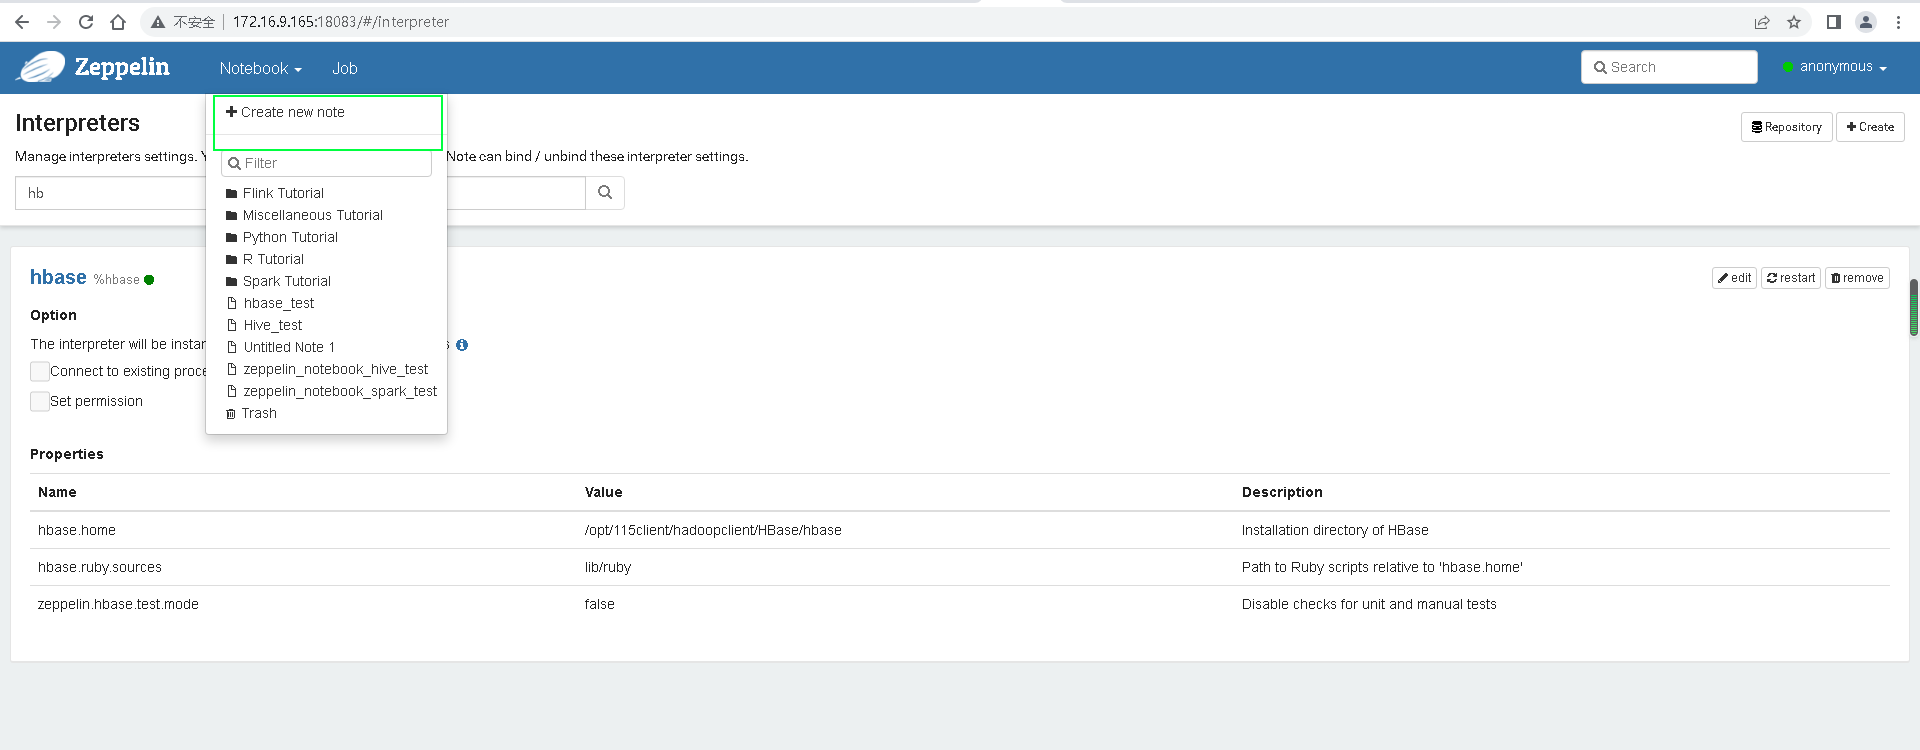 不安全 172.16.9.165:18083/#/interpreter
Zeppelin Notebook Job Search anonymous
Create new note
Interpreters
Repository Create
Manage interpreters settings. Y Note can bind / unbind these interpreter settings.
Filter
hb
Flink Tutorial
Miscellaneous Tutorial
Python Tutorial
R Tutorial
Spark Tutorial
hbase_test
Hive_test
Untitled Note 1
zeppelin_notebook_hive_test
zeppelin_notebook_spark_test
Trash
hbase %hbase edit restart remove
Option
The interpreter will be instar s
Connect to existing proce
Set permission
Properties
Name Value Description
hbase.home /opt/115client/hadoopclient/HBase/hbase Installation directory of HBase
hbase.ruby.sources lib/ruby Path to Ruby scripts relative to 'hbase.home'
zeppelin.hbase.test.mode false Disable checks for unit and manual tests